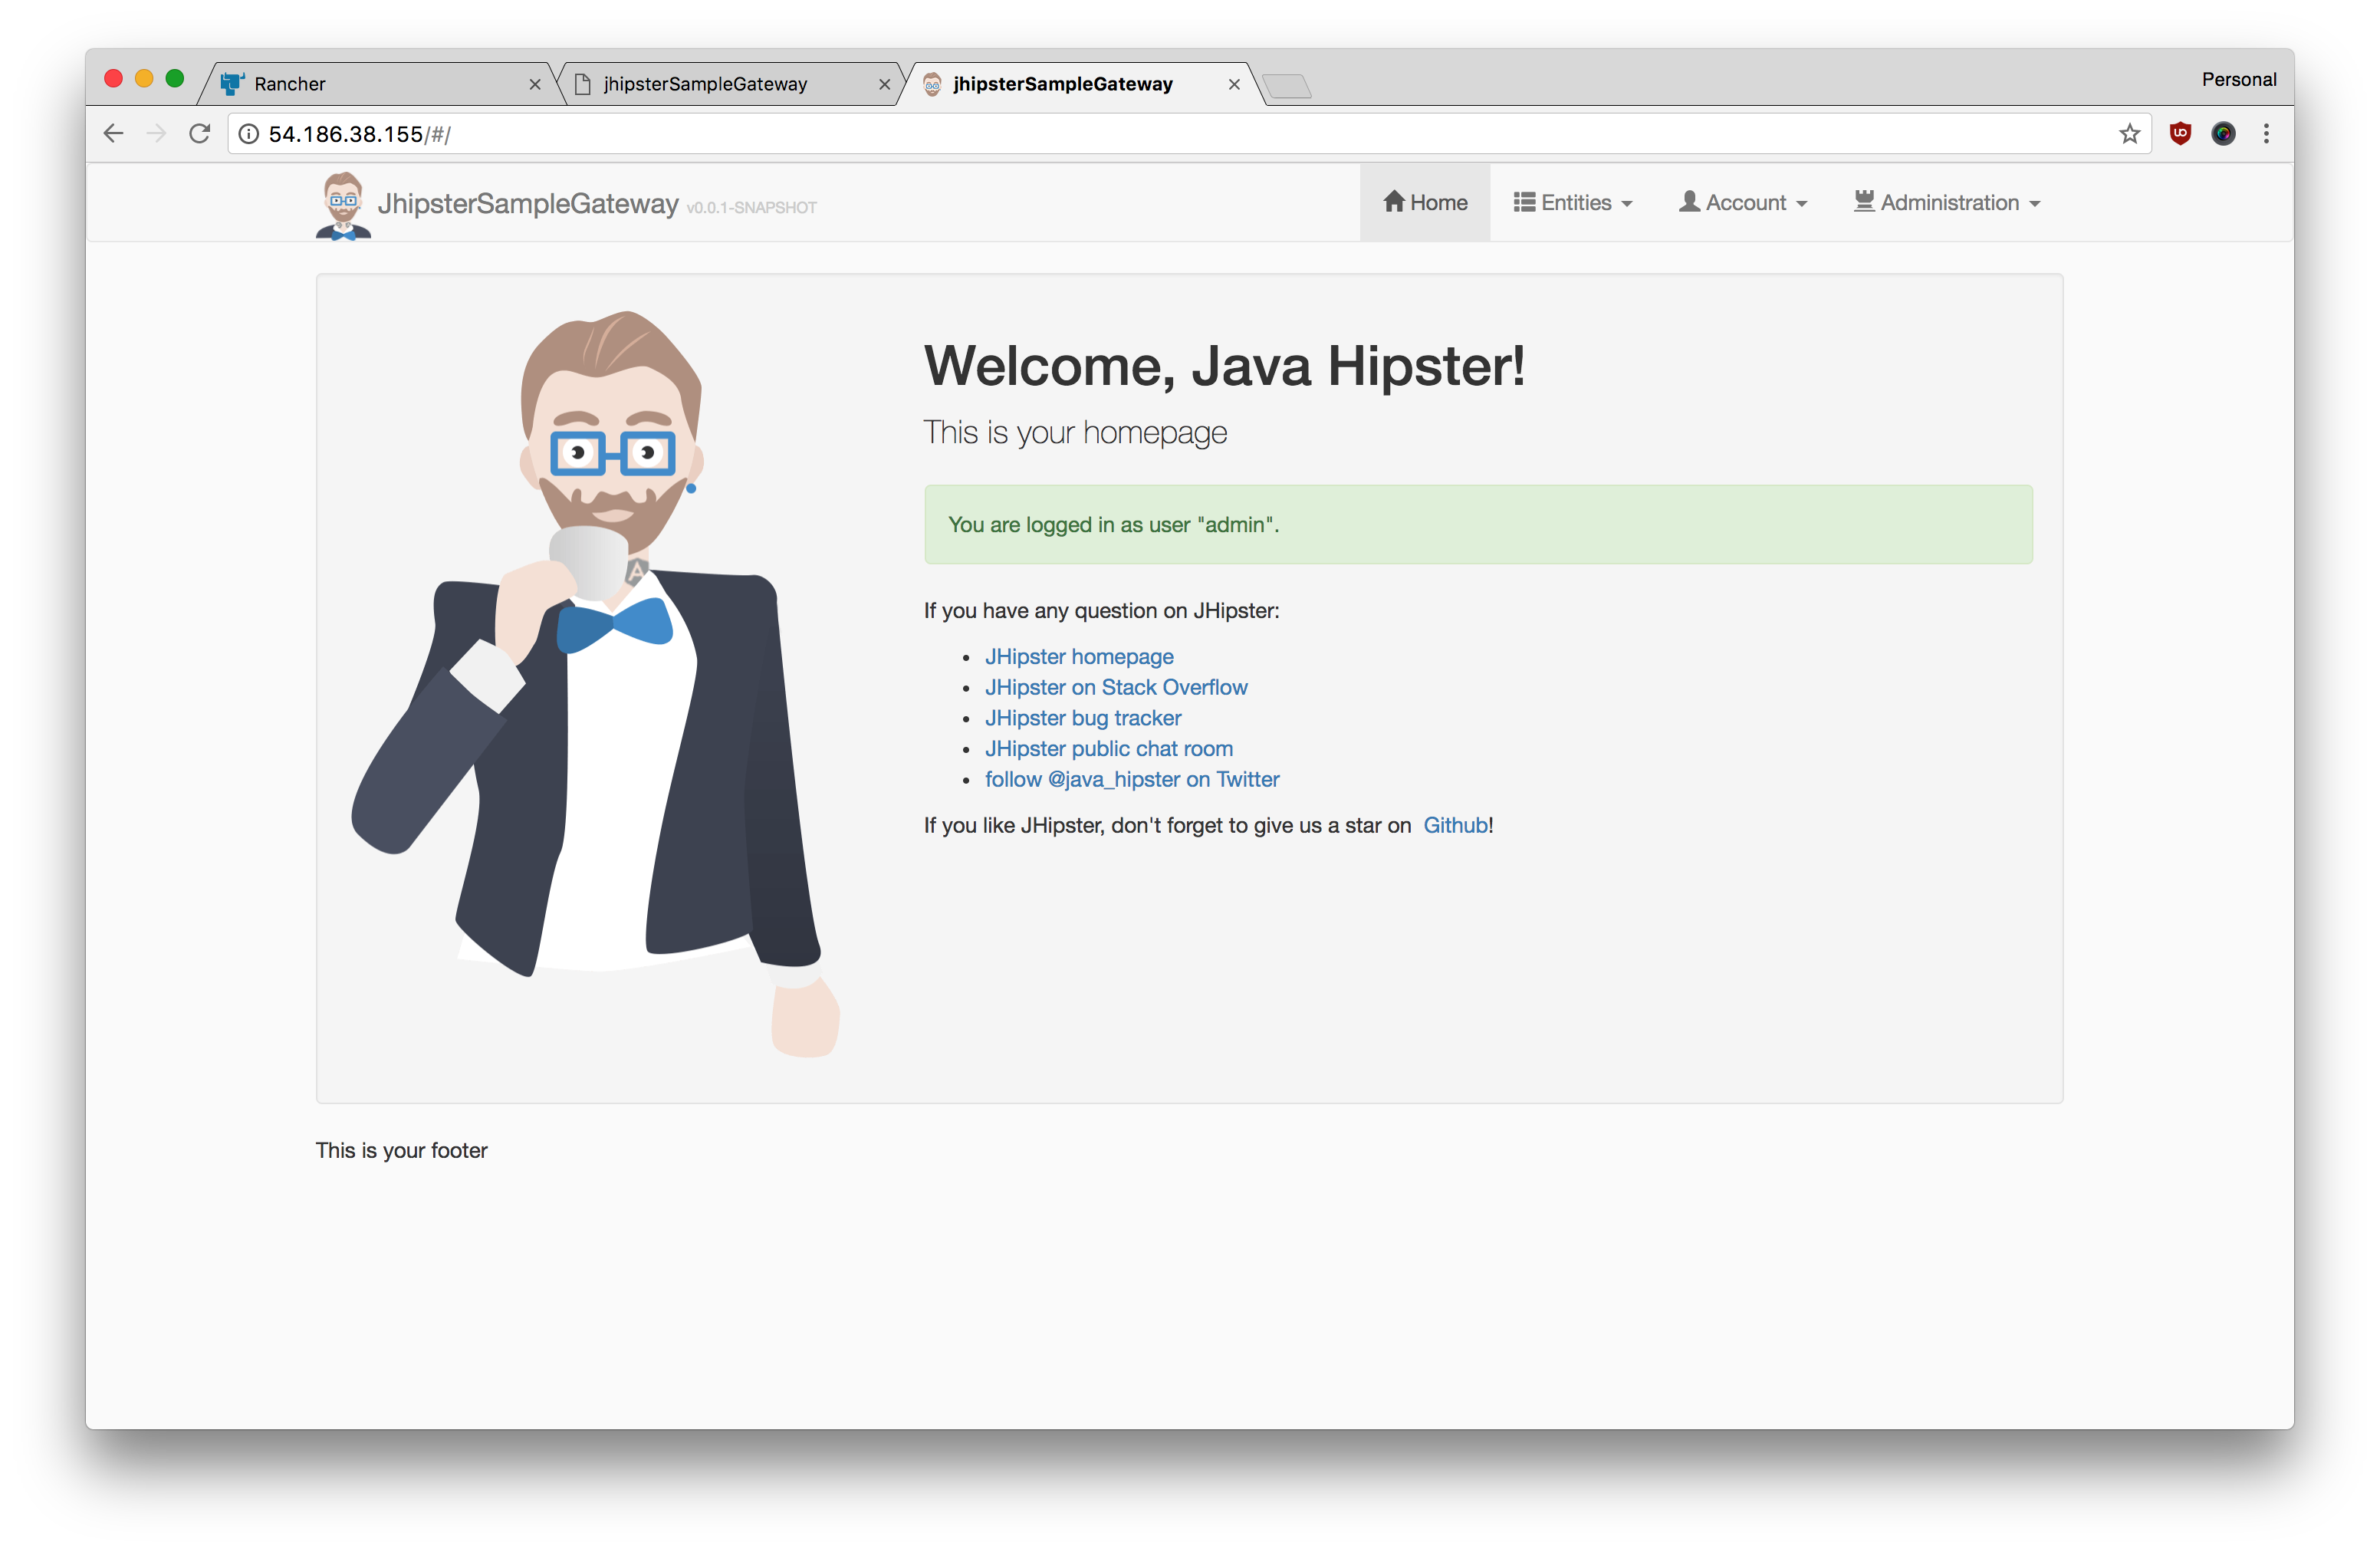 Rancher
jhipsterSampleGateway
jhipsterSampleGateway
Personal
54.186.38.155/#/
JhipsterSampleGateway v0.0.1-SNAPSHOT
Home
Entities
Account
Administration
Welcome, Java Hipster!
This is your homepage
You are logged in as user "admin".
If you have any question on JHipster:
JHipster homepage
JHipster on Stack Overflow
JHipster bug tracker
JHipster public chat room
follow @java_hipster on Twitter
If you like JHipster, don't forget to give us a star on Github!
This is your footer